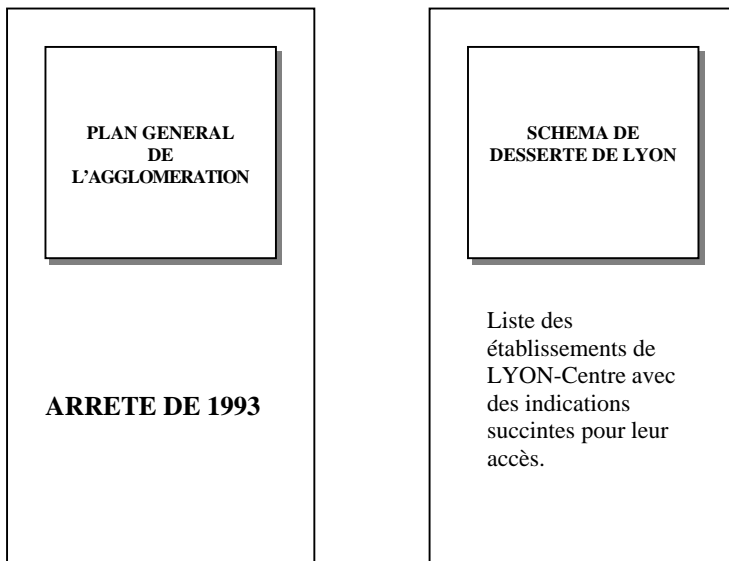 PLAN GENERAL
DE
L'AGGLOMERATION
ARRETE DE 1993
SCHEMA DE
DESSERTE DE LYON
Liste des
établissements de
LYON-Centre avec
des indications
succintes pour leur
accès.